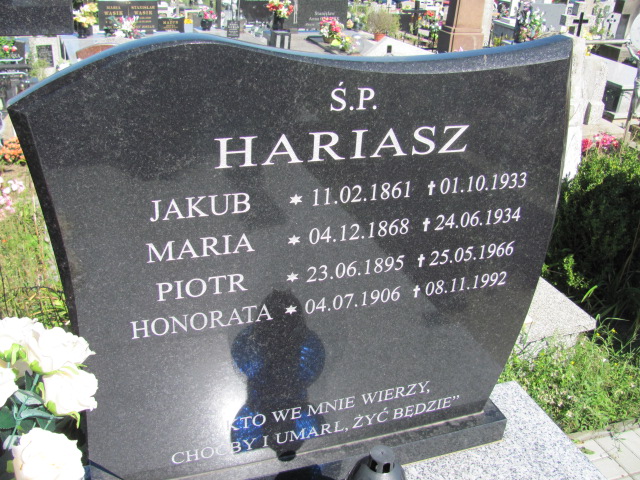 Ś.P.
HARIASZ
JAKUB ✶ 11.02.1861 ✝ 01.10.1933
MARIA ✶ 04.12.1868 ✝ 24.06.1934
PIOTR ✶ 23.06.1895 ✝ 25.05.1966
HONORATA ✶ 04.07.1906 ✝ 08.11.1992
KTO WE MNIE WIERZY,
CHOĆBY I UMARŁ, ŻYĆ BĘDZIE”